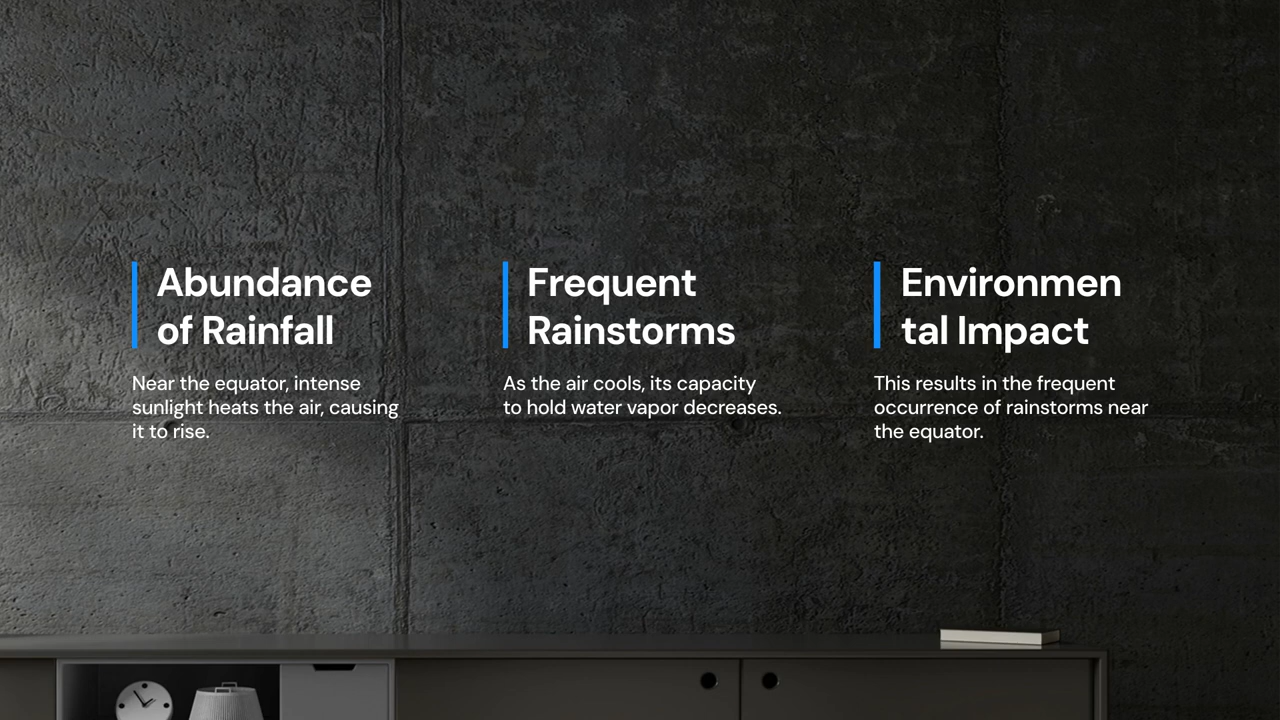 Abundance
of Rainfall
Near the equator, intense
sunlight heats the air, causing
it to rise.
Frequent
Rainstorms
As the air cools, its capacity
to hold water vapor decreases.
Environmen
tal Impact
This results in the frequent
occurrence of rainstorms near
the equator.